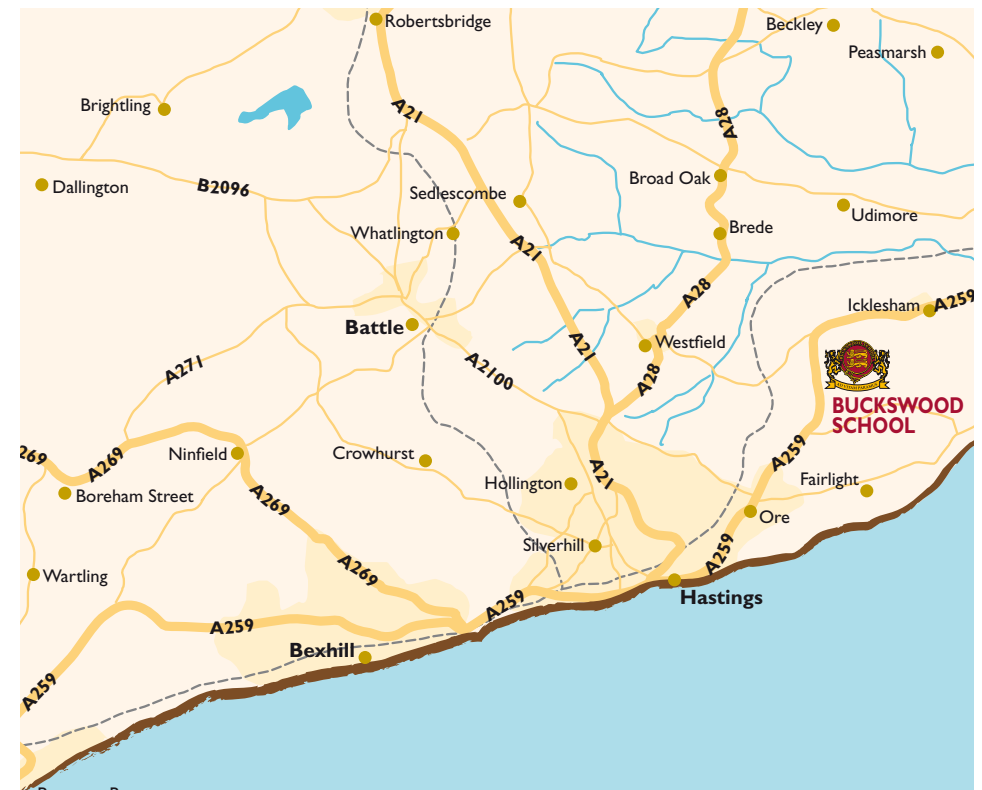 Robertsbridge
Beckley
Peasmarsh
Brightling
A21
A28
Dallington
B2096
Sedlescombe
Broad Oak
Udimore
Whatlington
A21
Brede
A28
Icklesham
A259
Battle
A21
Westfield
A271
A2100
A28
BUCKSWOOD
SCHOOL
269
A269
Ninfield
Crowhurst
A259
Boreham Street
A269
Hollington
A21
Fairlight
Ore
Silverhill
A259
Wartling
A269
Hastings
A259
A259
Bexhill
A259